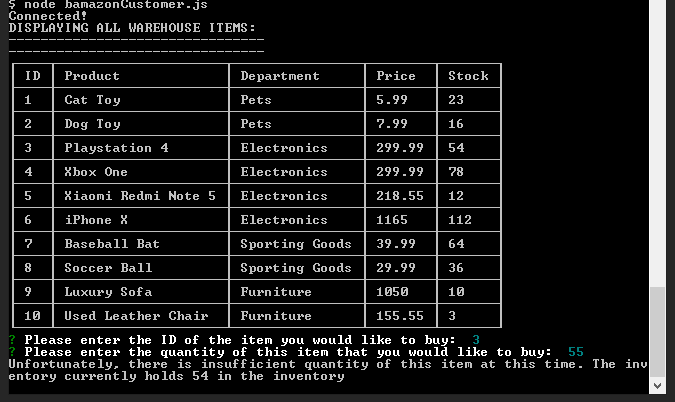 $ node bamazonCustomer.js
Connected!
DISPLAYING ALL WAREHOUSE ITEMS:
---------------------------------
---------------------------------
ID Product Department Price Stock
1 Cat Toy Pets 5.99 23
2 Dog Toy Pets 7.99 16
3 Playstation 4 Electronics 299.99 54
4 Xbox One Electronics 299.99 78
5 Xiaomi Redmi Note 5 Electronics 218.55 12
6 iPhone X Electronics 1165 112
7 Baseball Bat Sporting Goods 39.99 64
8 Soccer Ball Sporting Goods 29.99 36
9 Luxury Sofa Furniture 1050 10
10 Used Leather Chair Furniture 155.55 3
? Please enter the ID of the item you would like to buy: 3
? Please enter the quantity of this item that you would like to buy: 55
Unfortunately, there is insufficient quantity of this item at this time. The inv
entory currently holds 54 in the inventory